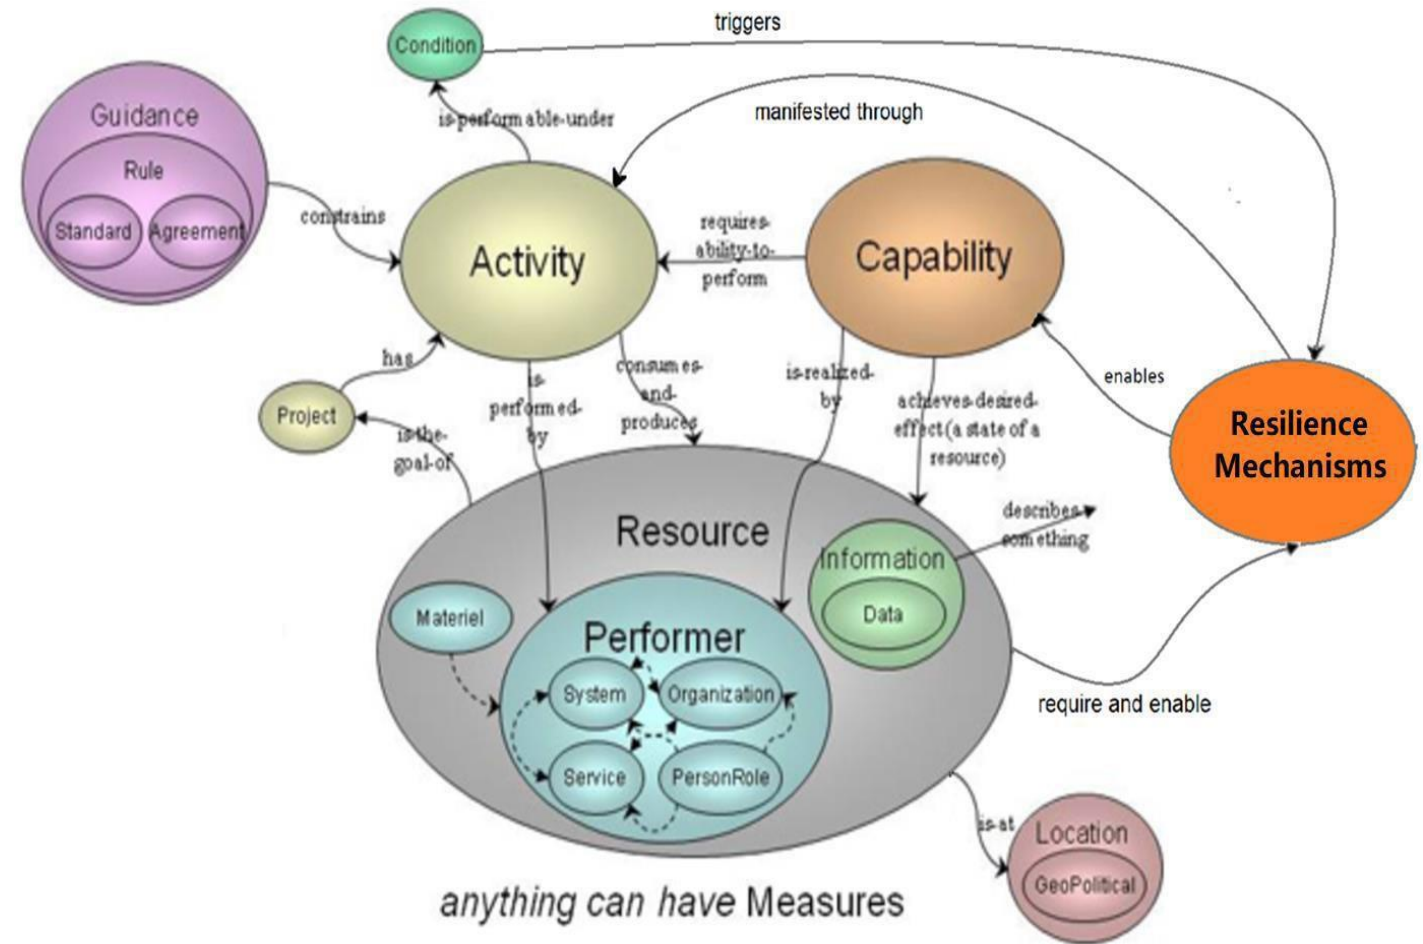 triggers
Condition
manifested through
is-performable-under
Guidance
Rule
Standard
Agreement
constrains
Activity
requires-
ability-to-
perform
Capability
has
Project
is-the-
goal-of
is-
performed-
by
consumes-
and-
produces
is-realized-
by
achieves-desired-
effect (a state of a
resource)
enables
Resilience
Mechanisms
describes-
something
Resource
Information
Data
Materiel
Performer
System
Organization
Service
PersonRole
require and enable
is-at
Location
GeoPolitical
anything can have Measures